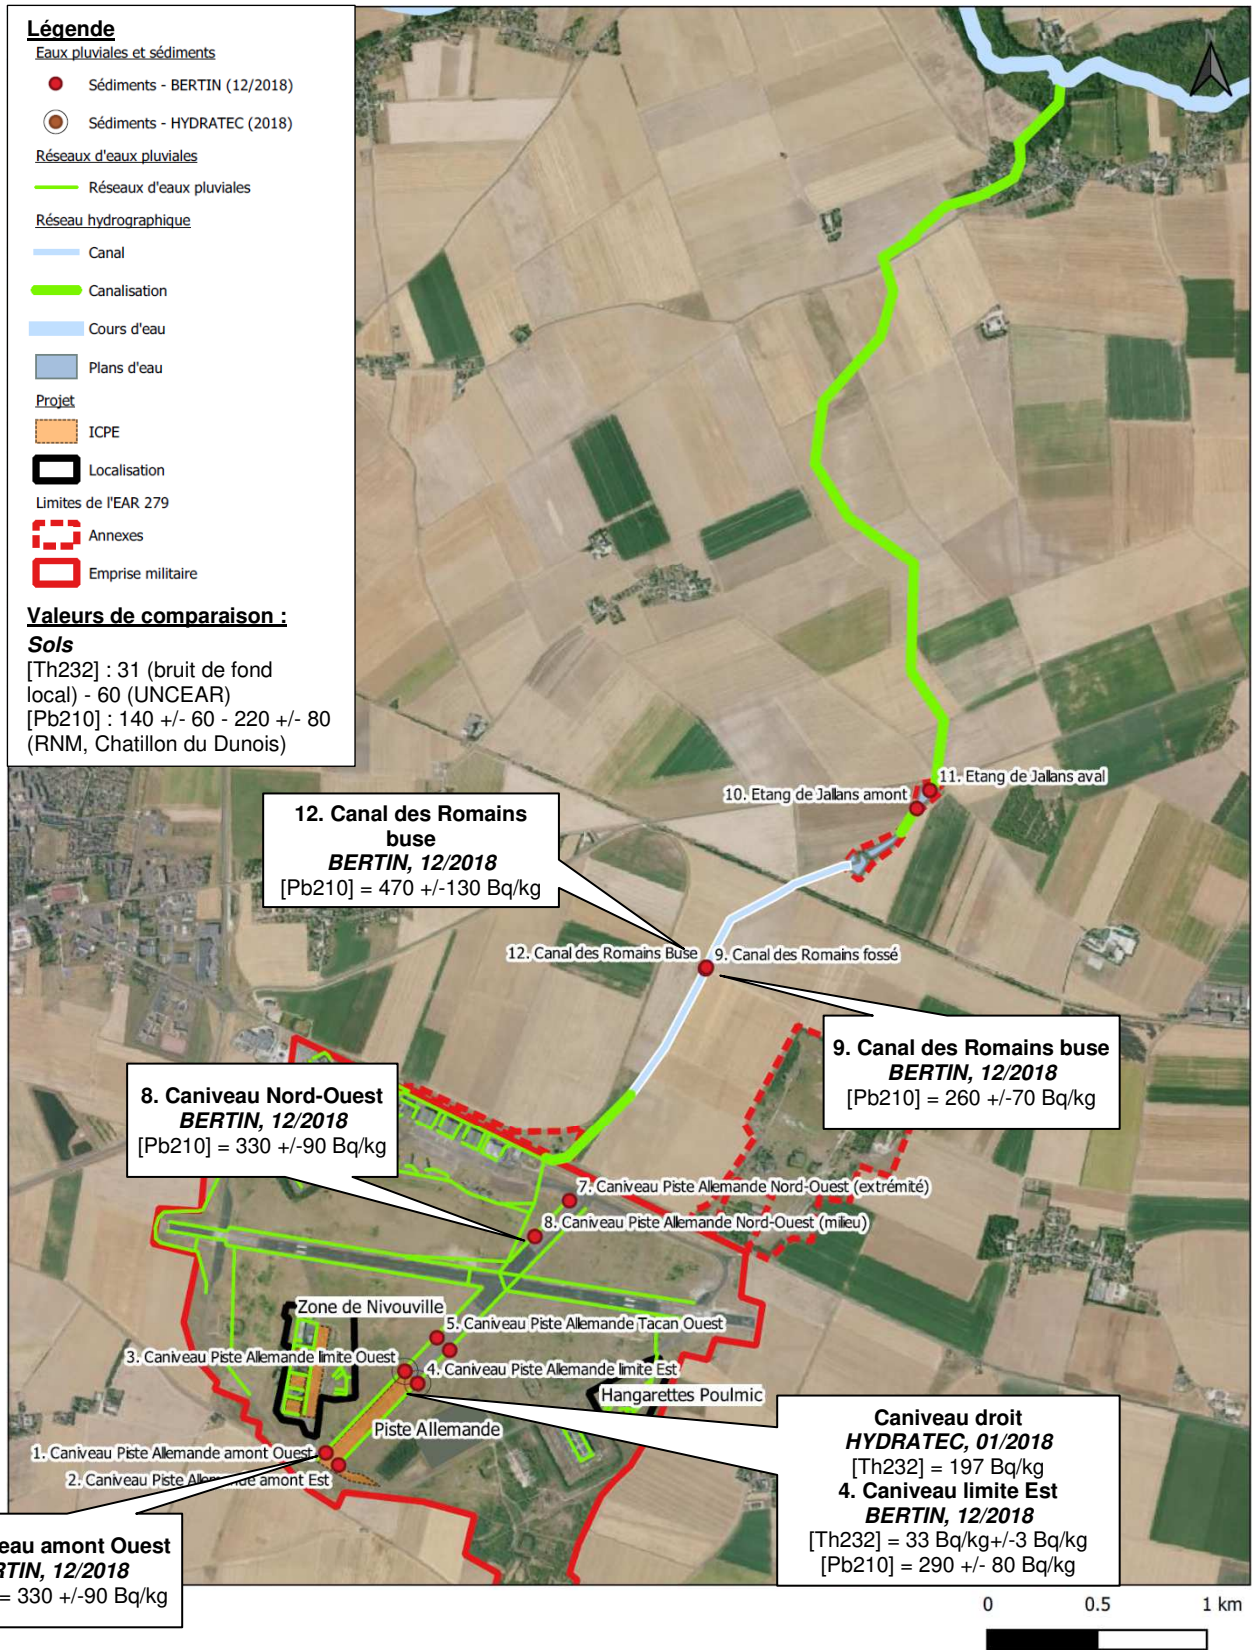 Légende
Eaux pluviales et sédiments
Sédiments - BERTIN (12/2018)
Sédiments - HYDRATEC (2018)
Réseaux d'eaux pluviales
Réseaux d'eaux pluviales
Réseau hydrographique
Canal
Canalisation
Cours d'eau
Plans d'eau
Projet
ICPE
Localisation
Limites de l'EAR 279
Annexes
Emprise militaire
Valeurs de comparaison :
Sols
[Th232] : 31 (bruit de fond
local) - 60 (UNCEAR)
[Pb210] : 140 +/- 60 - 220 +/- 80
(RNM, Chatillon du Dunois)
N
11. Etang de Jallans aval
10. Etang de Jallans amont
12. Canal des Romains
buse
BERTIN, 12/2018
[Pb210] = 470 +/-130 Bq/kg
12. Canal des Romains Buse
9. Canal des Romains fossé
9. Canal des Romains buse
BERTIN, 12/2018
[Pb210] = 260 +/-70 Bq/kg
8. Caniveau Nord-Ouest
BERTIN, 12/2018
[Pb210] = 330 +/-90 Bq/kg
7. Caniveau Piste Allemande Nord-Ouest (extrémité)
8. Caniveau Piste Allemande Nord-Ouest (milieu)
Zone de Nivouville
5. Caniveau Piste Allemande Tacan Ouest
3. Caniveau Piste Allemande limite Ouest
4. Caniveau Piste Allemande limite Est
Hangarettes Poulmic
Piste Allemande
1. Caniveau Piste Allemande amont Ouest
2. Caniveau Piste Allemande amont Est
Caniveau droit
HYDRATEC, 01/2018
[Th232] = 197 Bq/kg
4. Caniveau limite Est
BERTIN, 12/2018
[Th232] = 33 Bq/kg+/-3 Bq/kg
[Pb210] = 290 +/- 80 Bq/kg
eau amont Ouest
RTIN, 12/2018
= 330 +/-90 Bq/kg
0 0.5 1 km